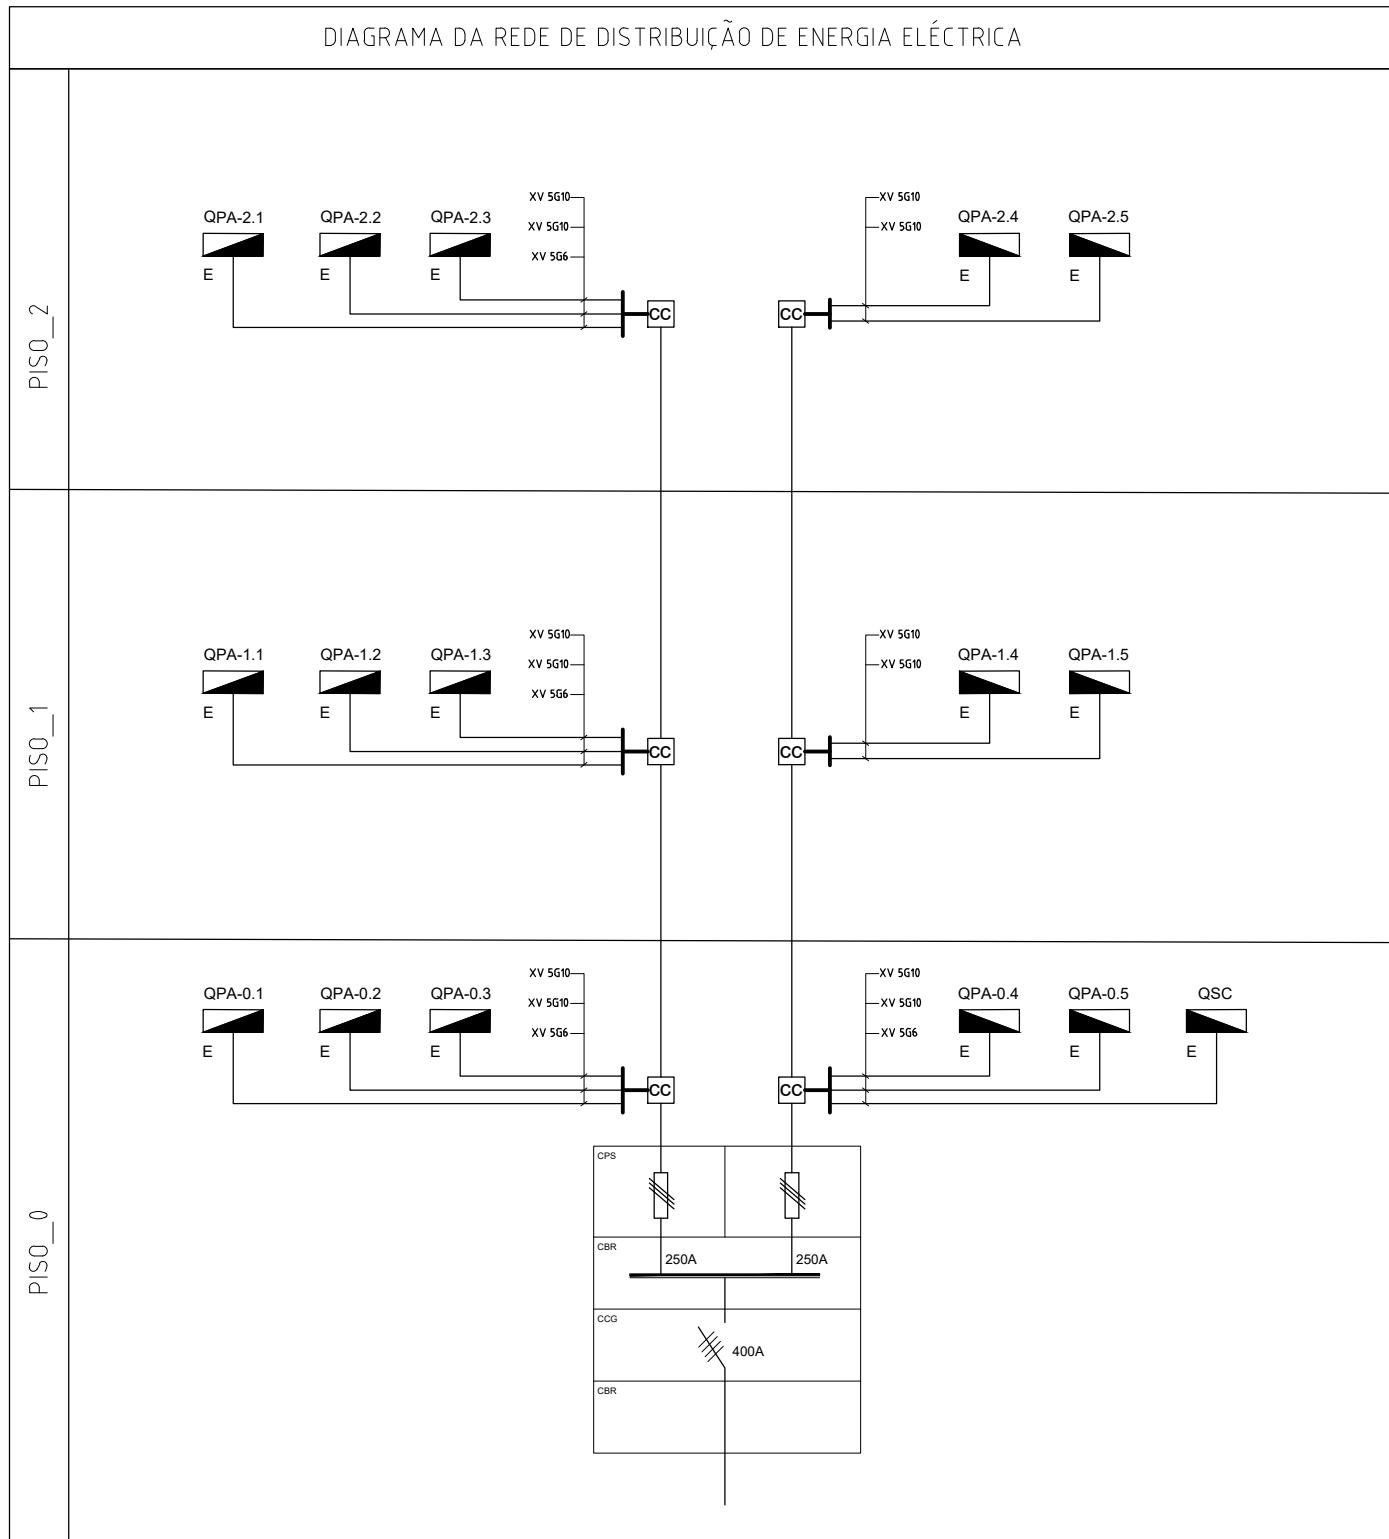 DIAGRAMA DA REDE DE DISTRIBUIÇÃO DE ENERGIA ELÉCTRICA
PISO_2
XV 5G10
XV 5G10
QPA-2.1 QPA-2.2 QPA-2.3
QPA-2.4 QPA-2.5
XV 5G10
XV 5G10
XV 5G6
E E E
E E
CC CC
PISO_1
XV 5G10
XV 5G10
QPA-1.1 QPA-1.2 QPA-1.3
QPA-1.4 QPA-1.5
XV 5G10
XV 5G10
XV 5G6
E E E
E E
CC CC
PISO_0
XV 5G10
XV 5G10
QPA-0.1 QPA-0.2 QPA-0.3
QPA-0.4 QPA-0.5 QSC
XV 5G10
XV 5G10
XV 5G6
XV 5G6
E E E
E E E
CC CC
CPS
CBR
250A 250A
CCG
400A
CBR